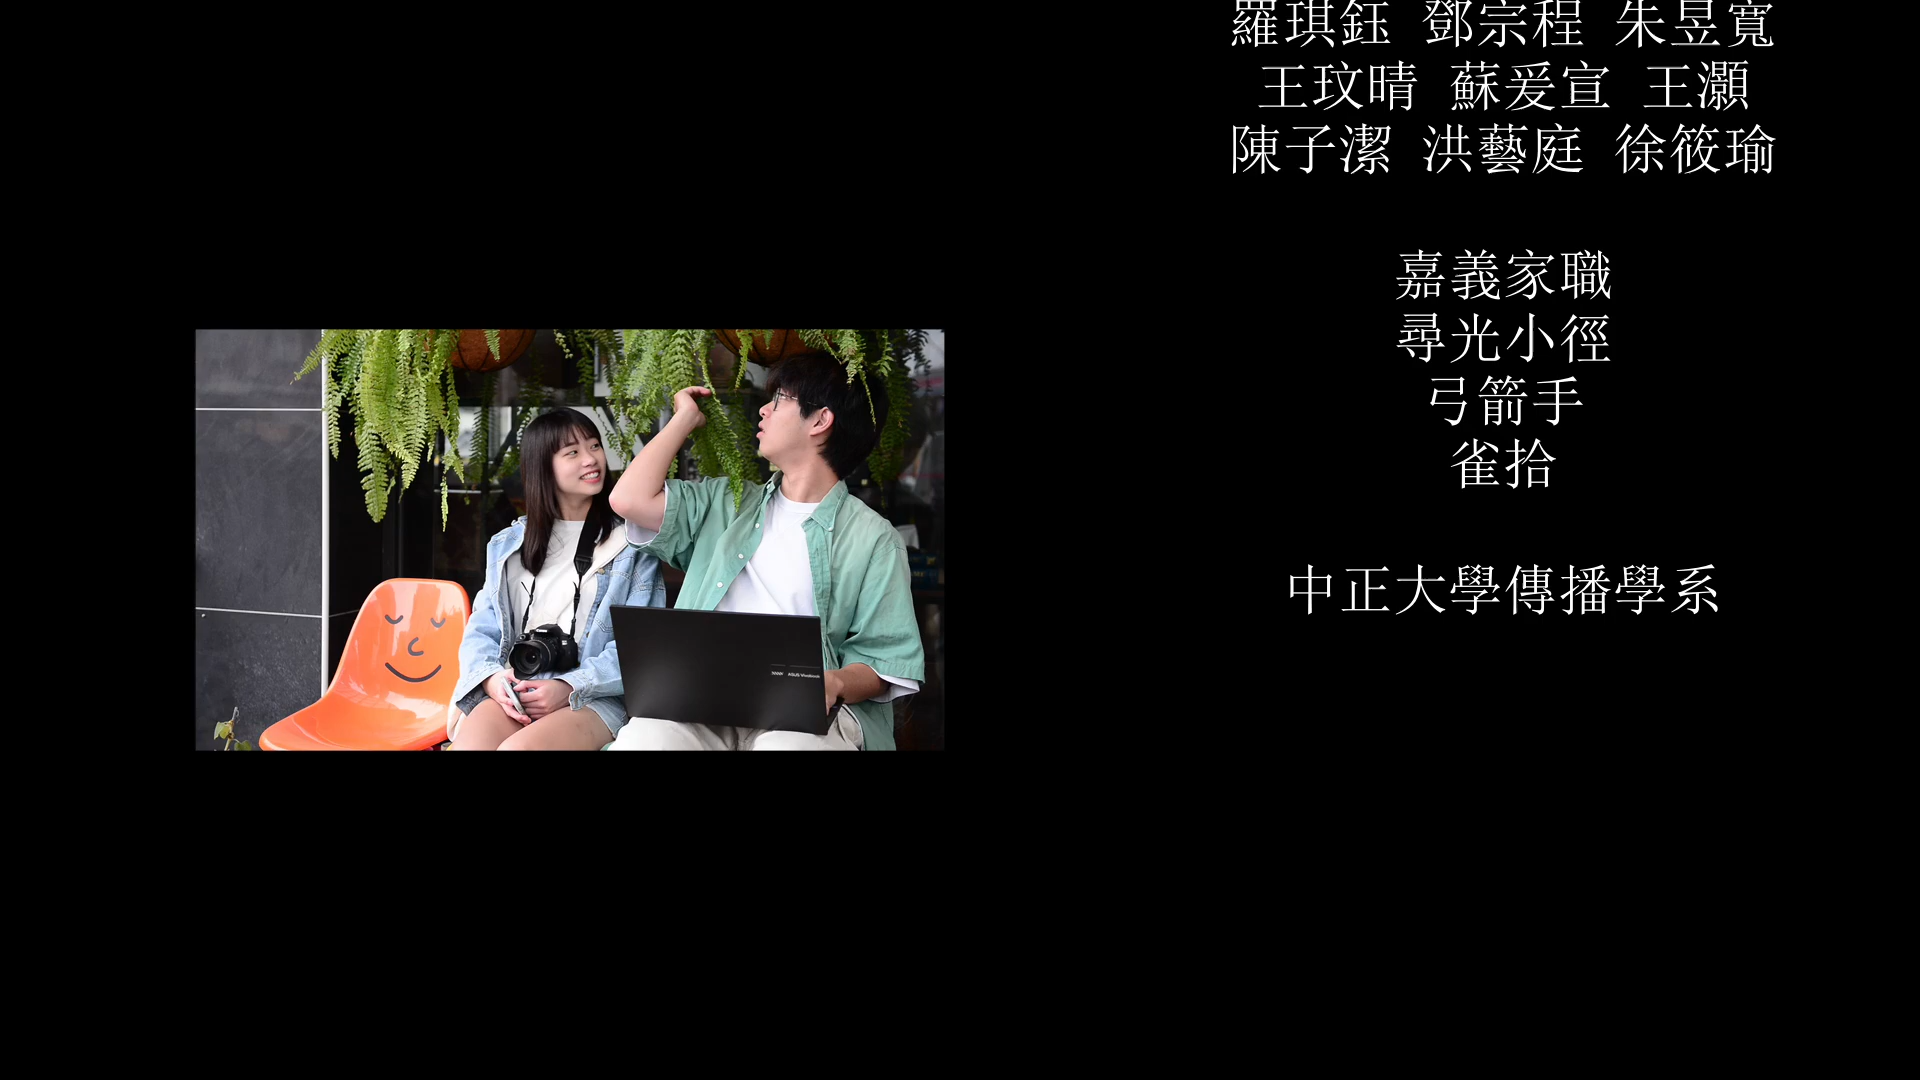 羅琪鈺 鄧宗程 朱昱寬
王玟晴 蘇爰宣 王灝
陳子潔 洪藝庭 徐筱瑜
嘉義家職
尋光小徑
弓箭手
雀拾
中正大學傳播學系
ASUS Vivobook